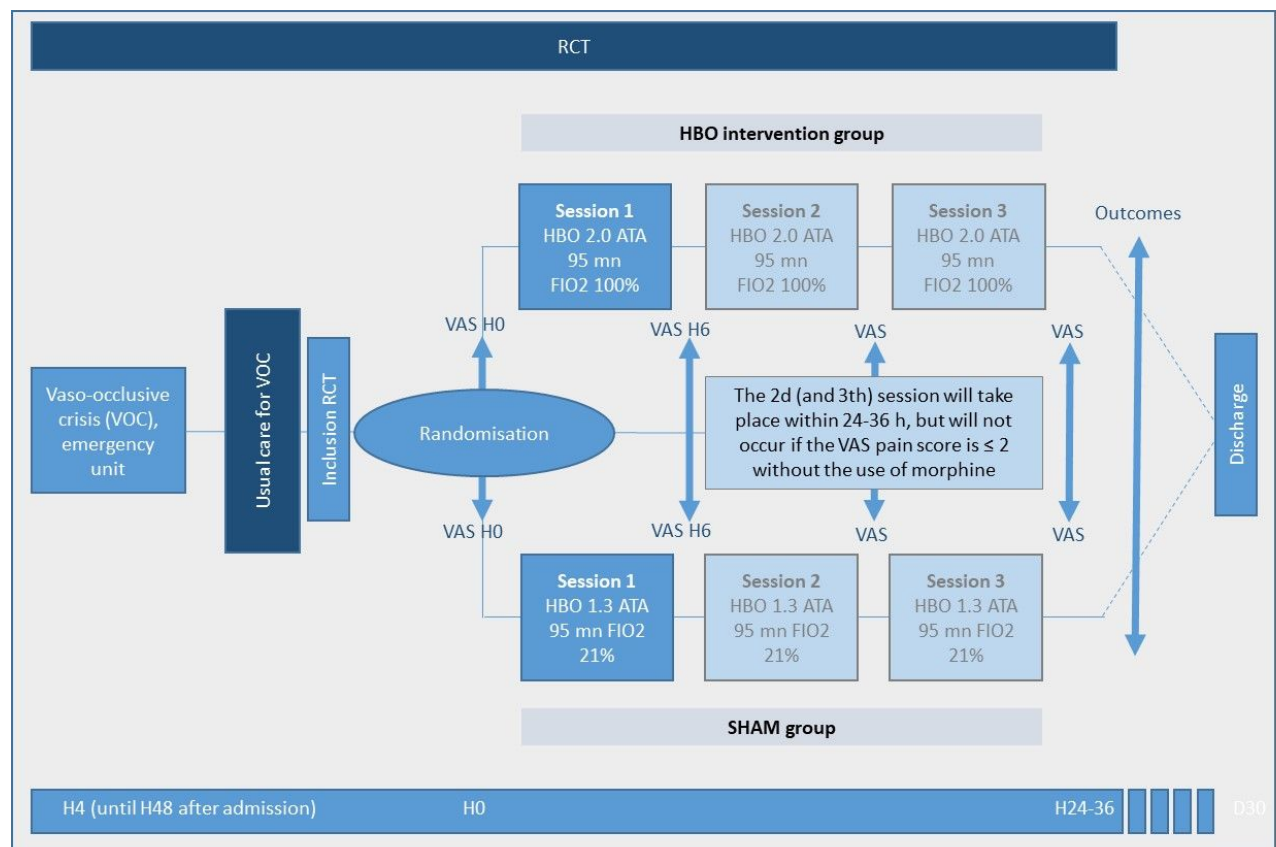 RCT
HBO intervention group
Session 1
HBO 2.0 ATA
95 mn
FIO2 100%
Session 2
HBO 2.0 ATA
95 mn
FIO2 100%
Session 3
HBO 2.0 ATA
95 mn
FIO2 100%
Outcomes
VAS H0
VAS H6
VAS
VAS
Vaso-occlusive
crisis (VOC),
emergency
unit
Usual care for VOC
Inclusion RCT
Randomisation
The 2d (and 3th) session will take
place within 24-36 h, but will not
occur if the VAS pain score is ≤ 2
without the use of morphine
Discharge
VAS H0
VAS H6
VAS
VAS
Session 1
HBO 1.3 ATA
95 mn FIO2
21%
Session 2
HBO 1.3 ATA
95 mn FIO2
21%
Session 3
HBO 1.3 ATA
95 mn FIO2
21%
SHAM group
H4 (until H48 after admission)
H0
H24-36
D30